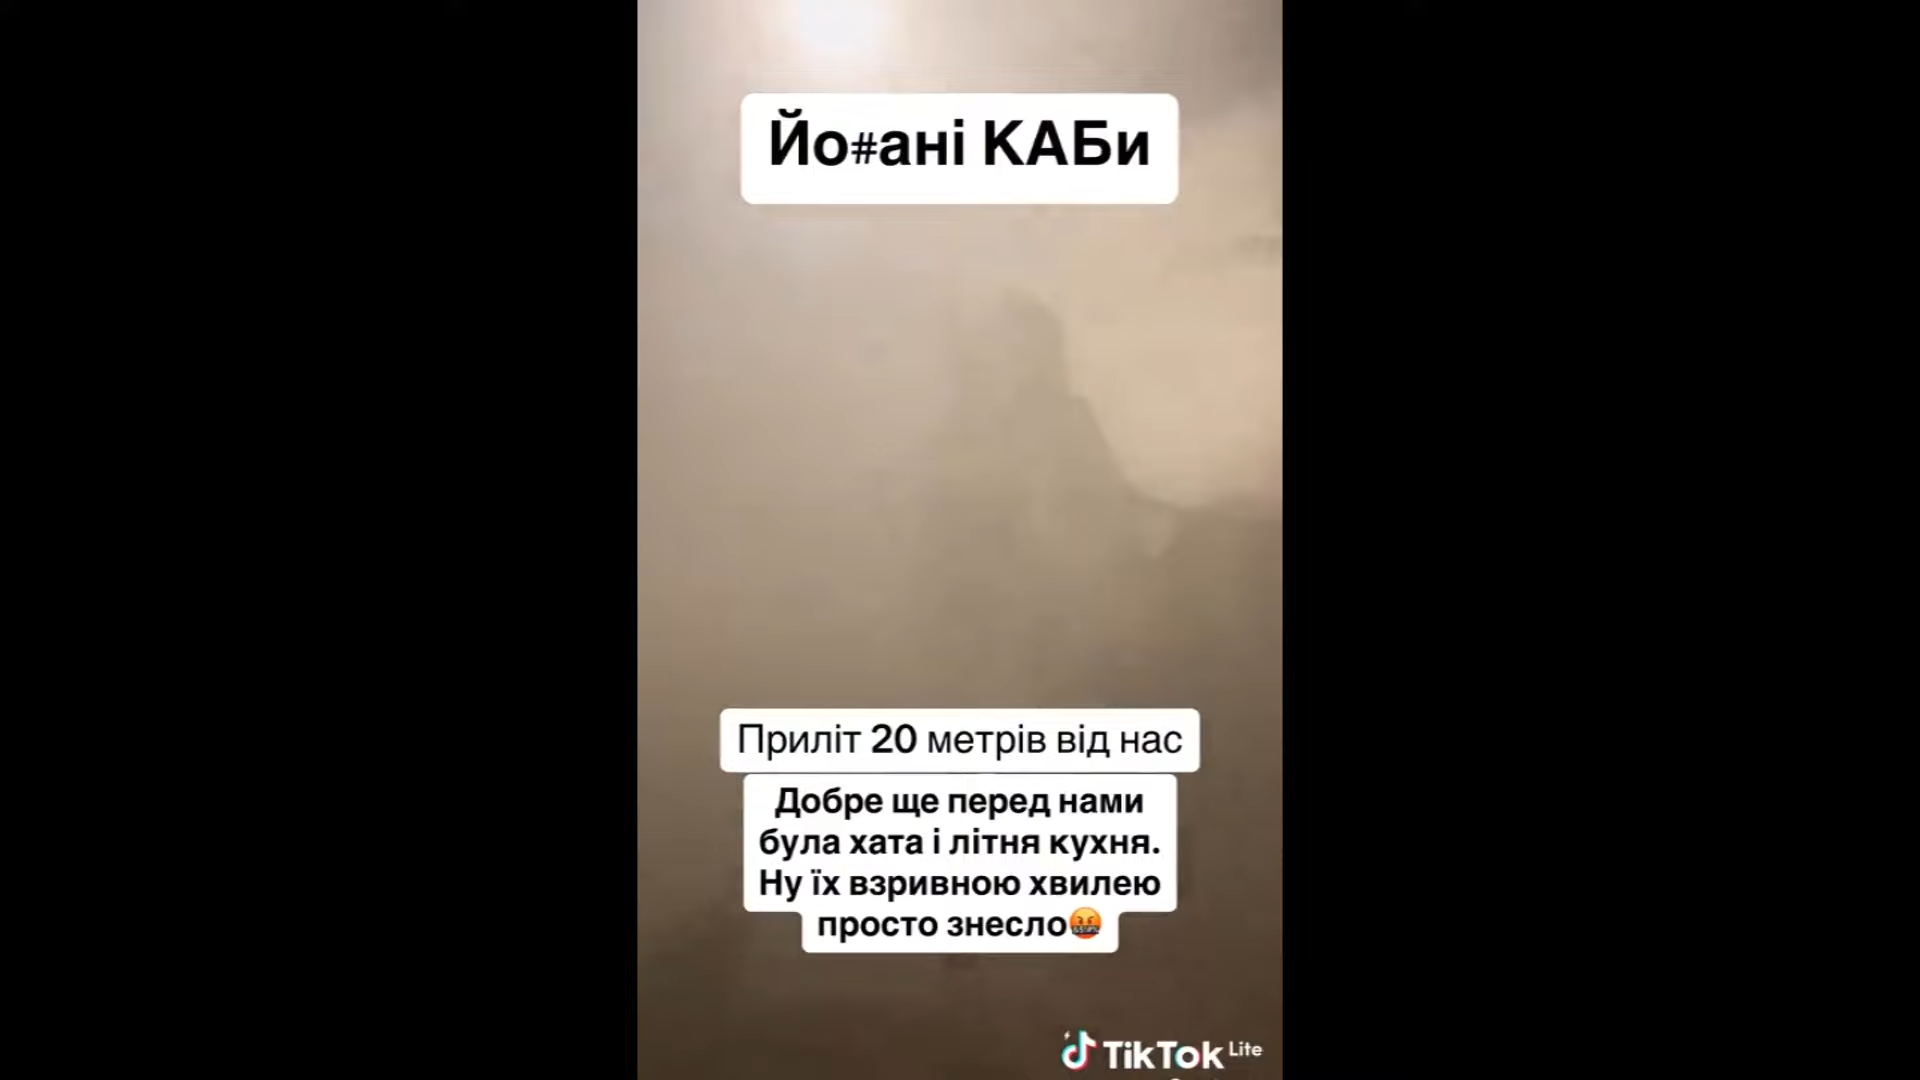 Йо#ані КАБи
Приліт 20 метрів від нас
Добре ще перед нами
була хата і літня кухня.
Ну їх взривною хвилею
просто знесло🤬
TikTok Lite